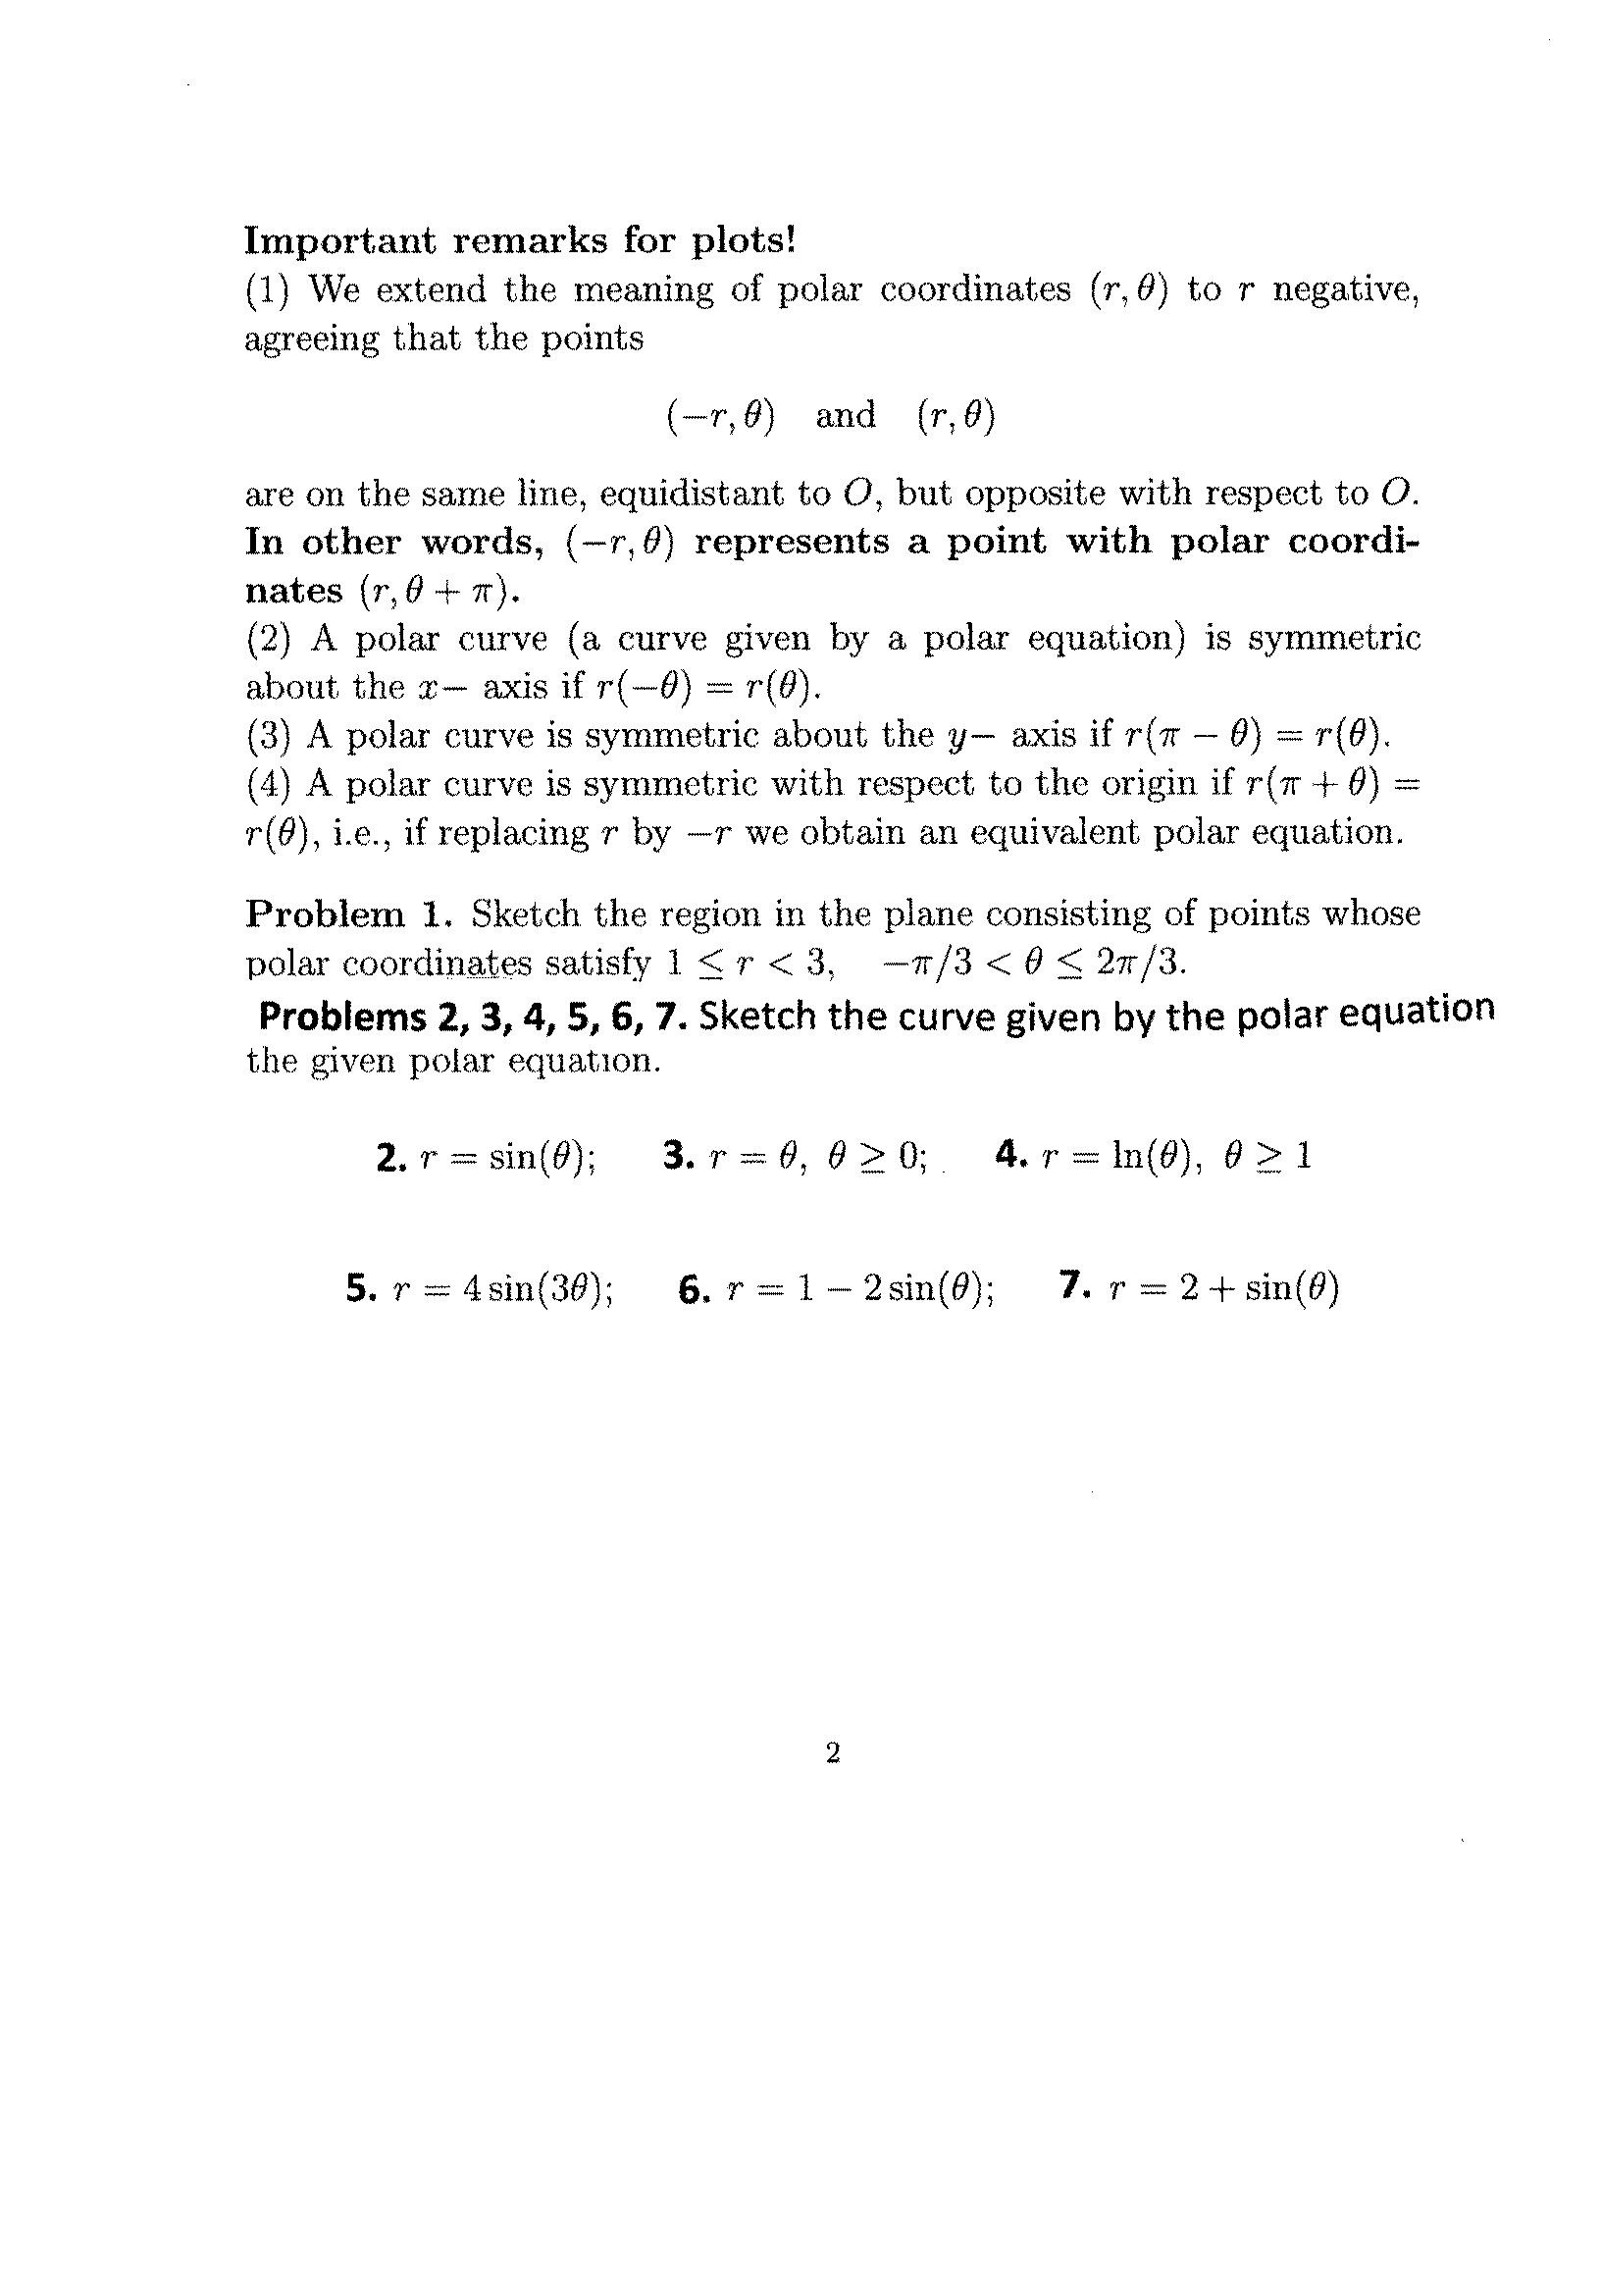 Important remarks for plots!
(1) We extend the meaning of polar coordinates (r, θ) to r negative,
agreeing that the points
(−r, θ) and (r, θ)
are on the same line, equidistant to O, but opposite with respect to O.
In other words, (−r, θ) represents a point with polar coordi-
nates (r, θ + π).
(2) A polar curve (a curve given by a polar equation) is symmetric
about the x− axis if r(−θ) = r(θ).
(3) A polar curve is symmetric about the y− axis if r(π − θ) = r(θ).
(4) A polar curve is symmetric with respect to the origin if r(π + θ) =
r(θ), i.e., if replacing r by −r we obtain an equivalent polar equation.
Problem 1. Sketch the region in the plane consisting of points whose
polar coordinates satisfy 1 ≤ r < 3, −π/3 < θ ≤ 2π/3.
Problems 2, 3, 4, 5, 6, 7. Sketch the curve given by the polar equation
the given polar equation.
2. r = sin(θ); 3. r = θ, θ ≥ 0; 4. r = ln(θ), θ ≥ 1
5. r = 4 sin(3θ); 6. r = 1 − 2 sin(θ); 7. r = 2 + sin(θ)
2